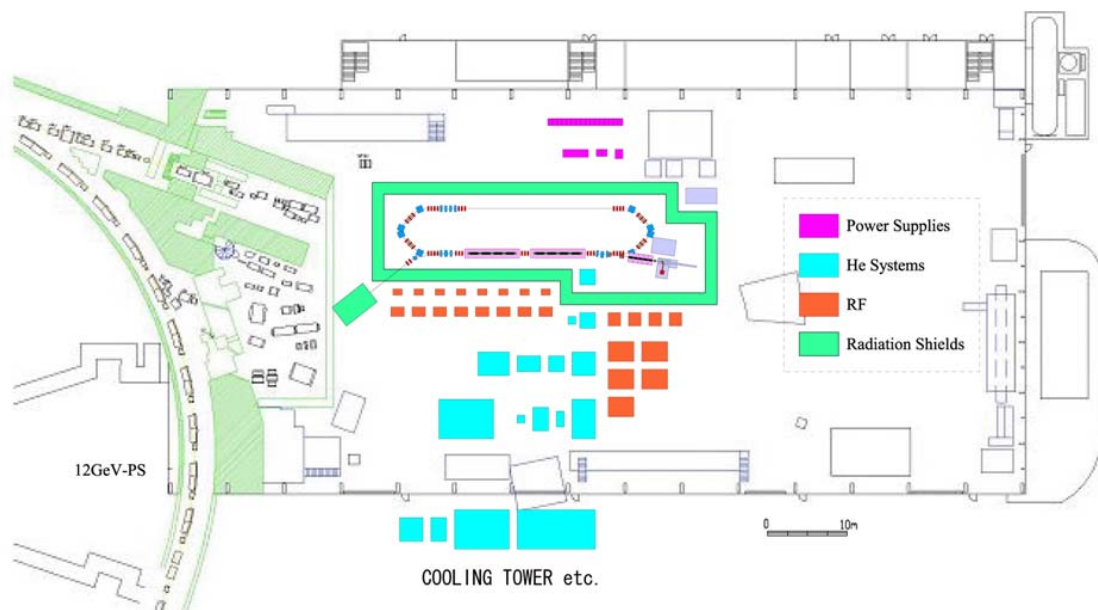 Power Supplies
He Systems
RF
Radiation Shields
12GeV-PS
0 10m
COOLING TOWER etc.